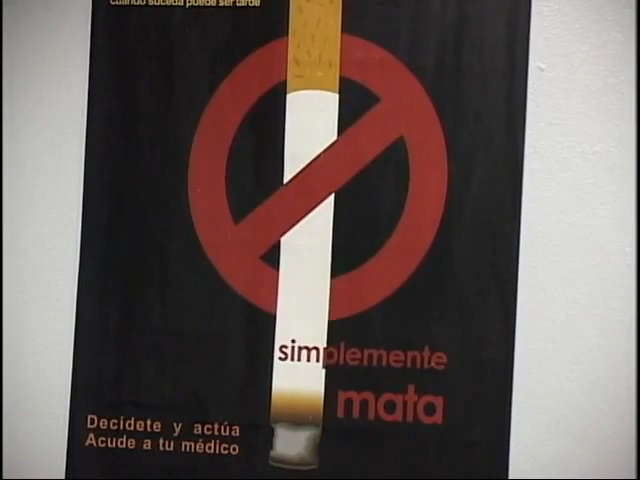 cuando suceda puede ser tarde
simplemente
mata
Decídete y actúa
Acude a tu médico